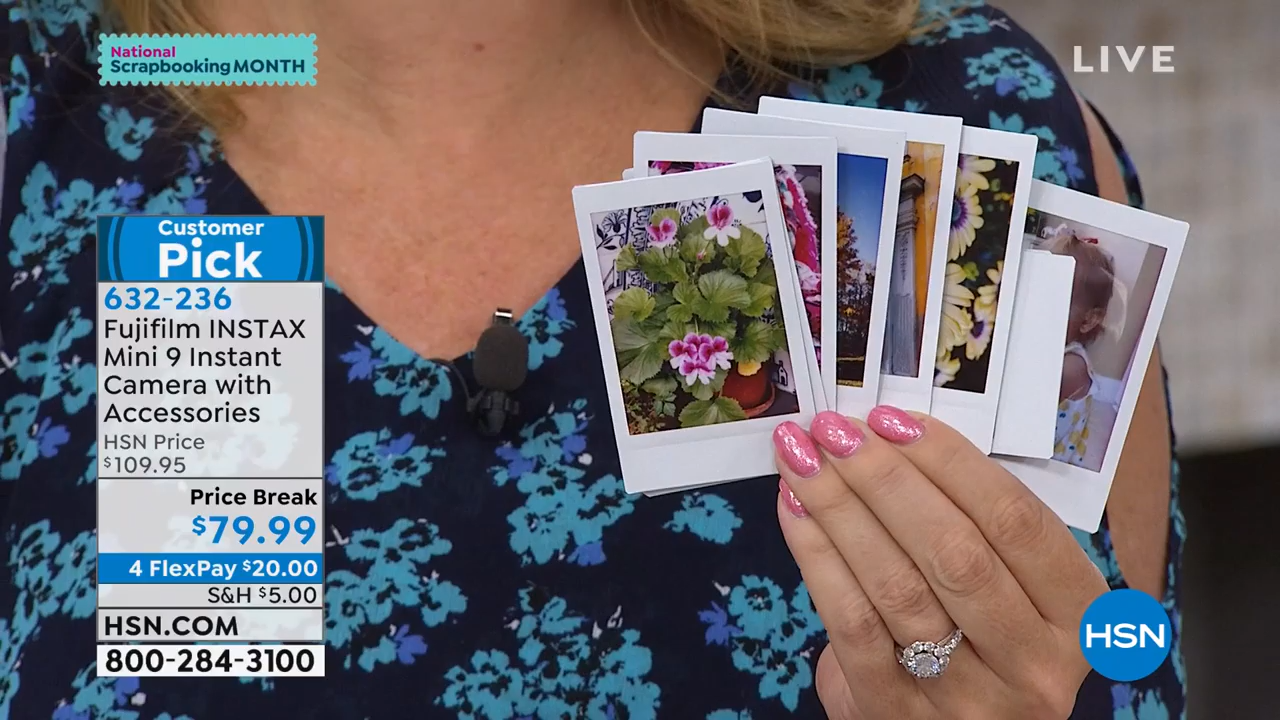 National
Scrapbooking MONTH
LIVE
Customer
Pick
632-236
Fujifilm INSTAX
Mini 9 Instant
Camera with
Accessories
HSN Price
$109.95
Price Break
$79.99
4 FlexPay $20.00
S&H $5.00
HSN.COM
800-284-3100
HSN